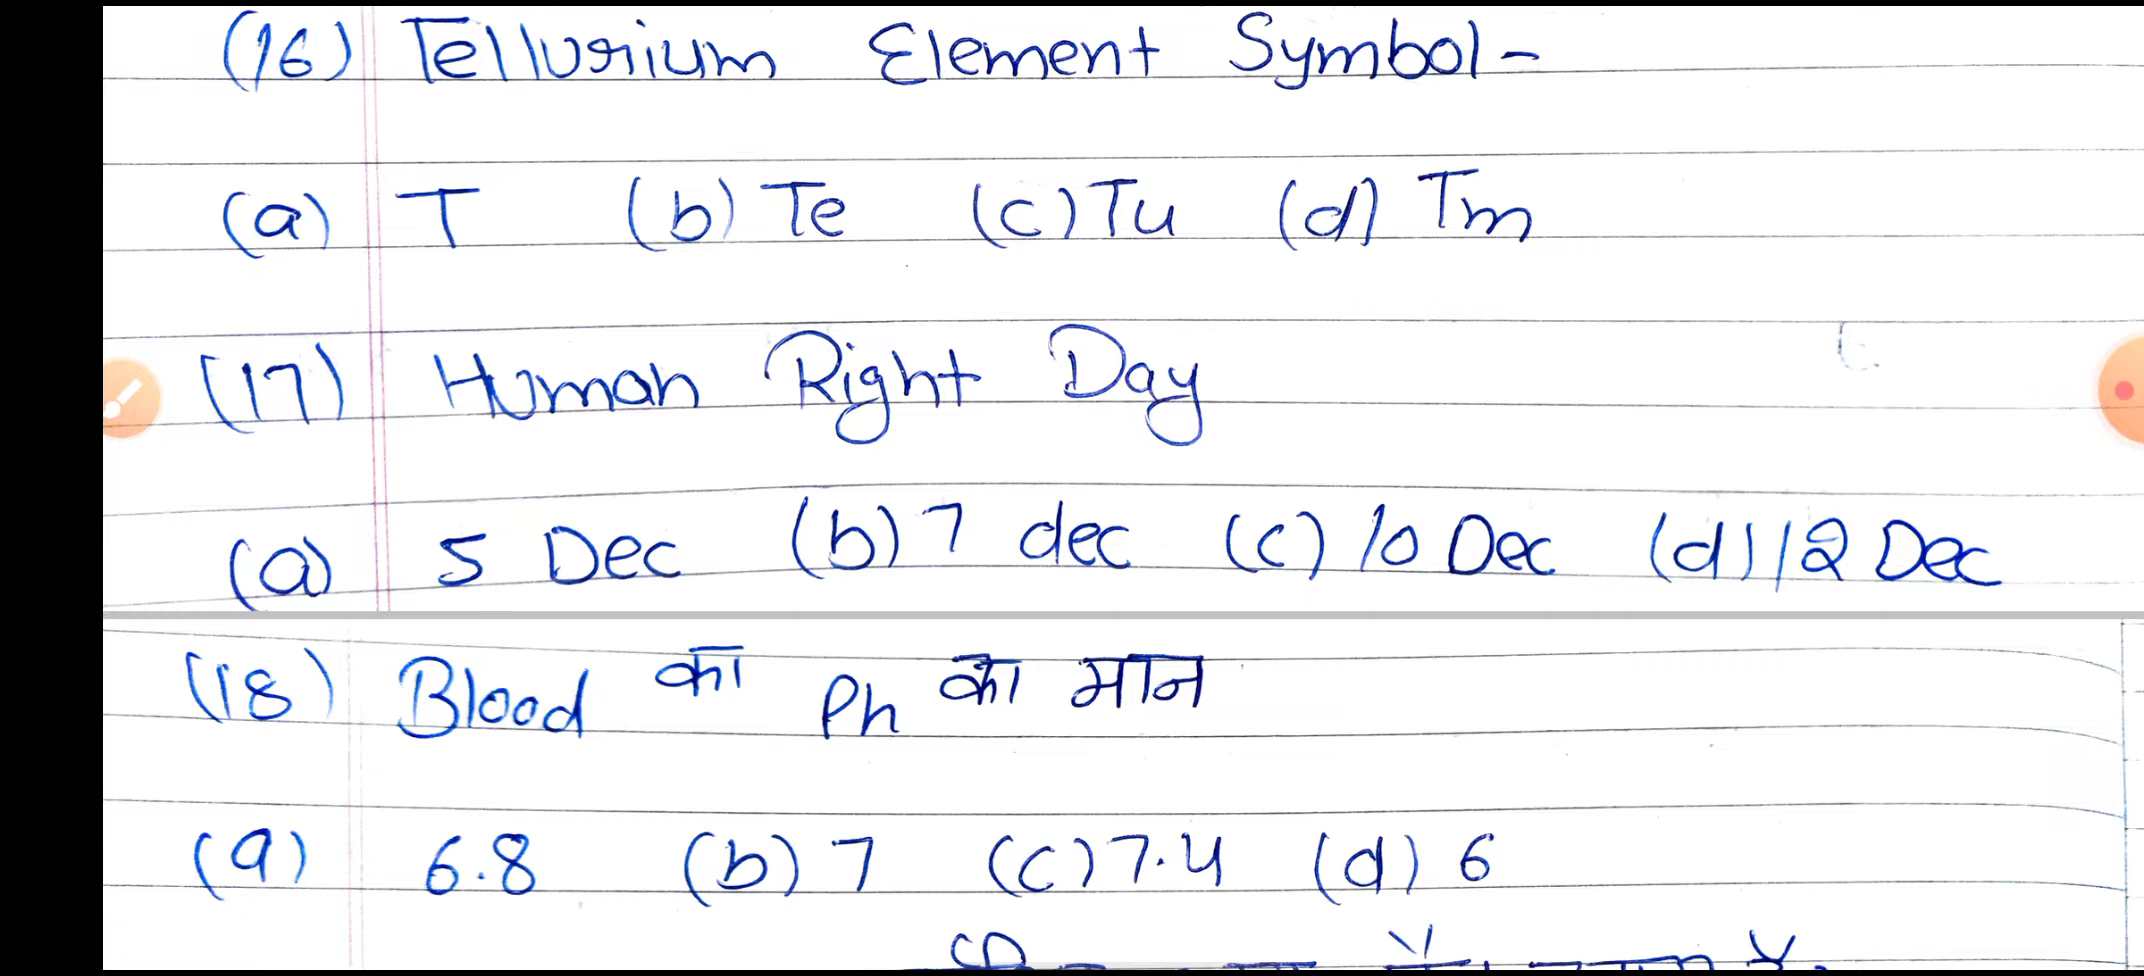 (16) Tellurium Element Symbol-
(a) T (b) Te (c) Tu (d) Tm
(17) Human Right Day
(a) 5 Dec (b) 7 dec (c) 10 Dec (d) 12 Dec
(18) Blood का Ph का मान
(a) 6.8 (b) 7 (c) 7.4 (d) 6